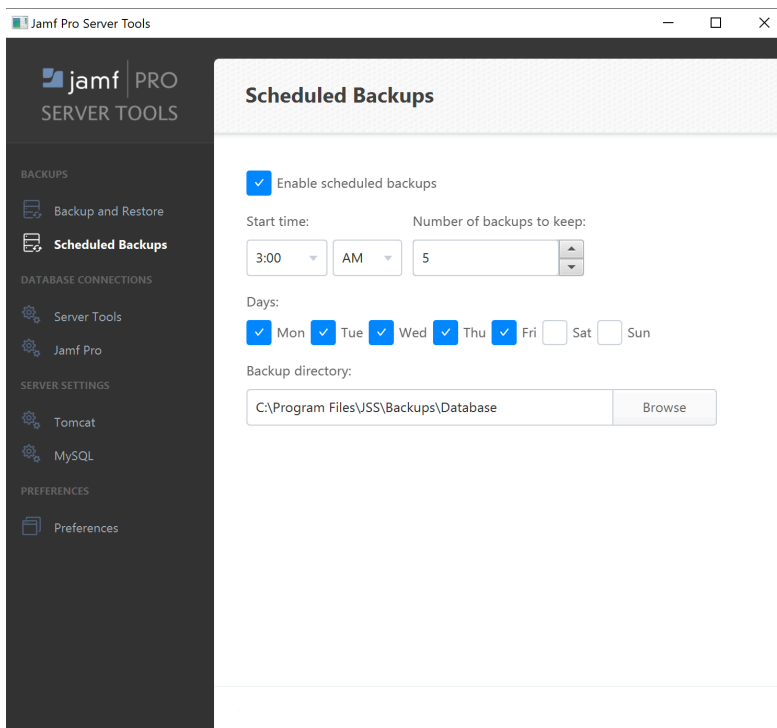 Jamf Pro Server Tools
jamf PRO
SERVER TOOLS
BACKUPS
Backup and Restore
Scheduled Backups
DATABASE CONNECTIONS
Server Tools
Jamf Pro
SERVER SETTINGS
Tomcat
MySQL
PREFERENCES
Preferences
Scheduled Backups
Enable scheduled backups
Start time: Number of backups to keep:
3:00 AM 5
Days:
Mon Tue Wed Thu Fri Sat Sun
Backup directory:
C:\Program Files\JSS\Backups\Database Browse